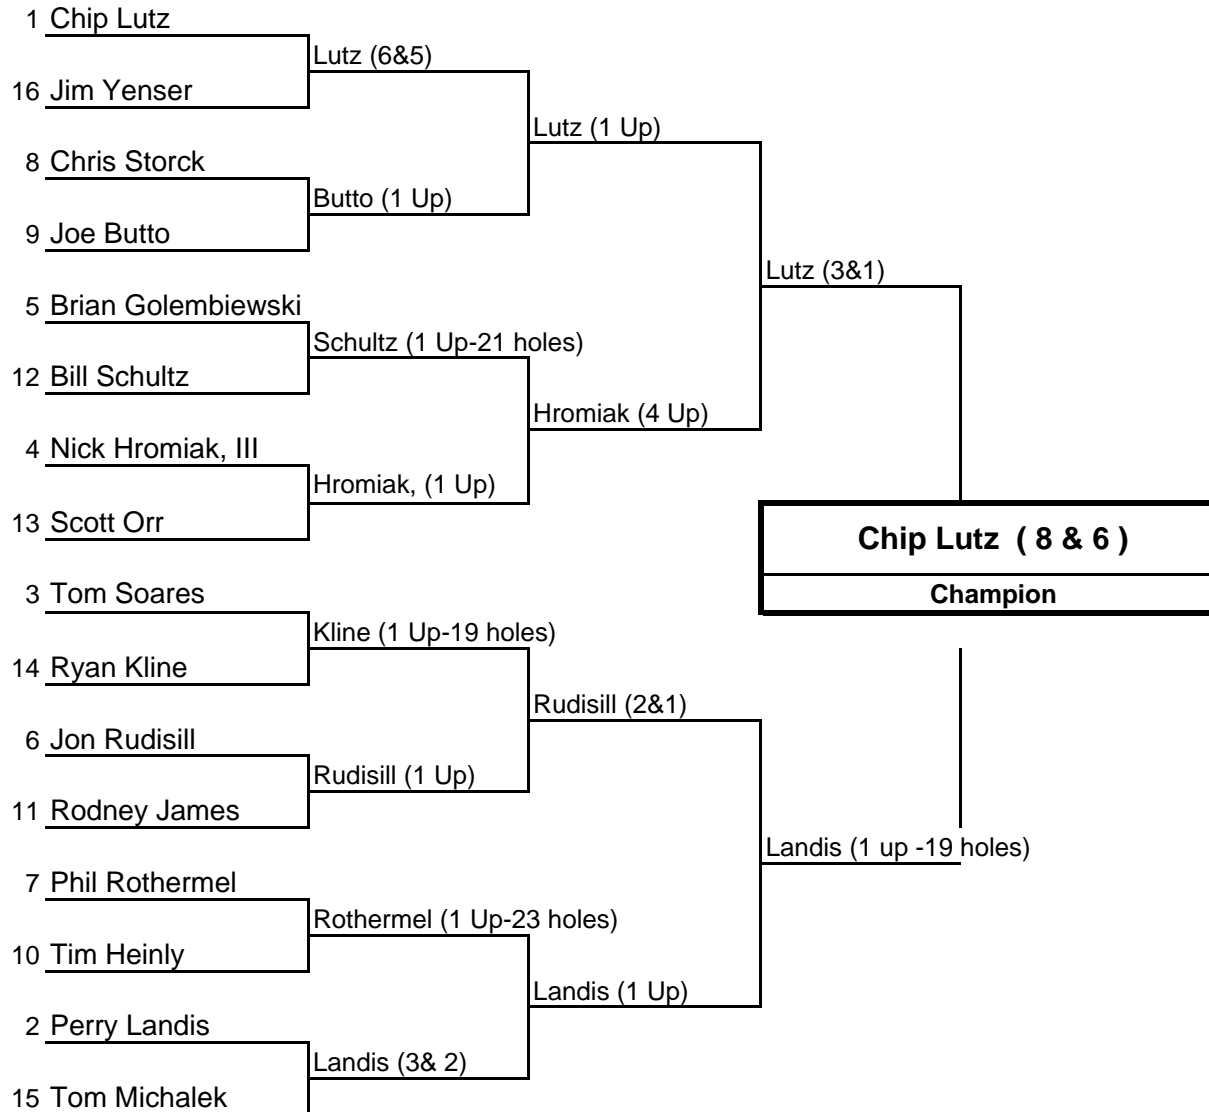 1 Chip Lutz
Lutz (6&5)
16 Jim Yenser
Lutz (1 Up)
8 Chris Storck
Butto (1 Up)
9 Joe Butto
Lutz (3&1)
5 Brian Golembiewski
Schultz (1 Up-21 holes)
12 Bill Schultz
Hromiak (4 Up)
4 Nick Hromiak, III
Hromiak, (1 Up)
13 Scott Orr
Chip Lutz ( 8 & 6 )
Champion
3 Tom Soares
Kline (1 Up-19 holes)
14 Ryan Kline
Rudisill (2&1)
6 Jon Rudisill
Rudisill (1 Up)
11 Rodney James
Landis (1 up -19 holes)
7 Phil Rothermel
Rothermel (1 Up-23 holes)
10 Tim Heinly
Landis (1 Up)
2 Perry Landis
Landis (3& 2)
15 Tom Michalek